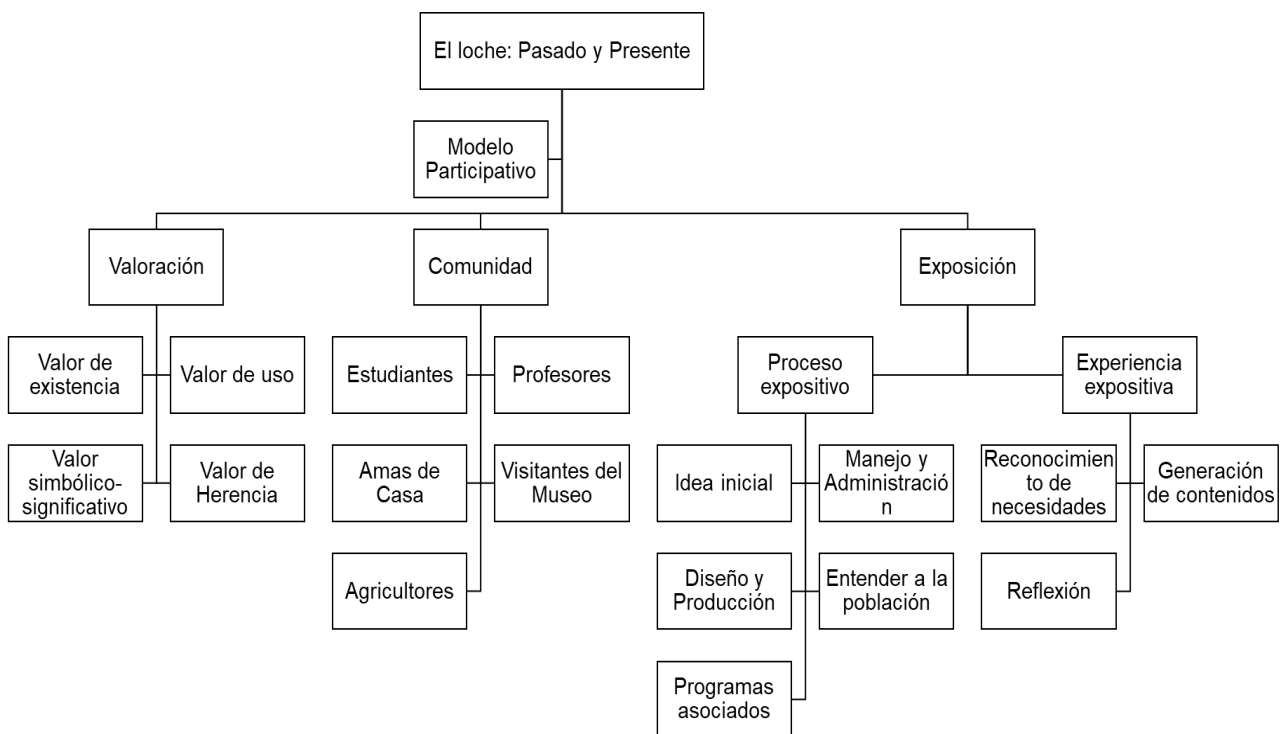 El loche: Pasado y Presente
Modelo
Participativo
Valoración
Comunidad
Exposición
Valor de
existencia
Valor de uso
Estudiantes
Profesores
Proceso
expositivo
Experiencia
expositiva
Valor
simbólico-
significativo
Valor de
Herencia
Amas de
Casa
Visitantes del
Museo
Idea inicial
Manejo y
Administració
n
Reconocimien
to de
necesidades
Generación
de contenidos
Agricultores
Diseño y
Producción
Entender a la
población
Reflexión
Programas
asociados